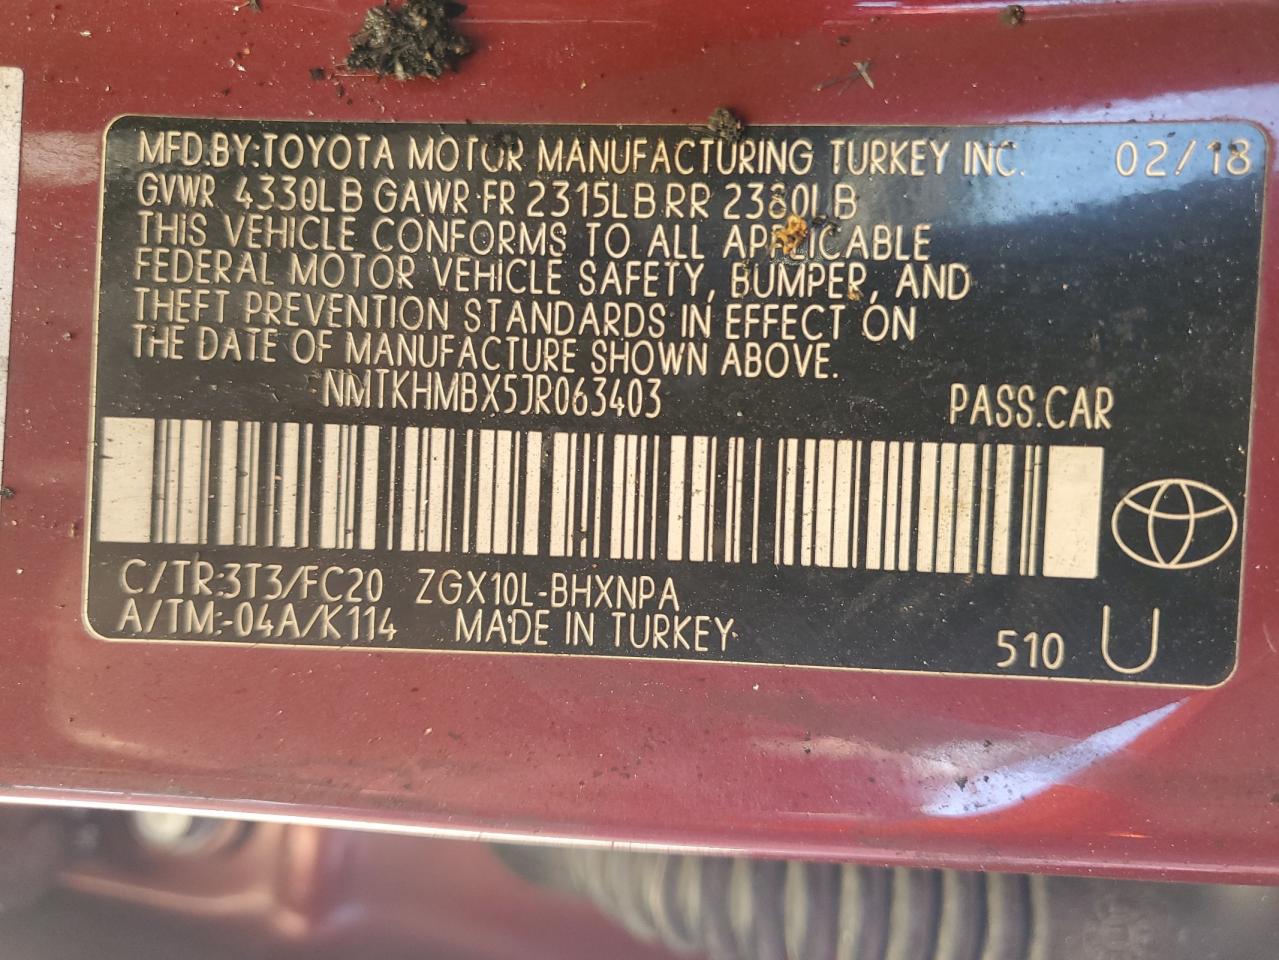 MFD.BY:TOYOTA MOTOR MANUFACTURING TURKEY INC. 02/18
GVWR 4330LB GAWR FR 2315LB RR 2380LB
THIS VEHICLE CONFORMS TO ALL APPLICABLE
FEDERAL MOTOR VEHICLE SAFETY, BUMPER, AND
THEFT PREVENTION STANDARDS IN EFFECT ON
THE DATE OF MANUFACTURE SHOWN ABOVE.
NMTKHMBX5JR063403 PASS.CAR
C/TR:3T3/FC20 ZGX10L-BHXNPA
A/TM:-04A/K114 MADE IN TURKEY
510 U